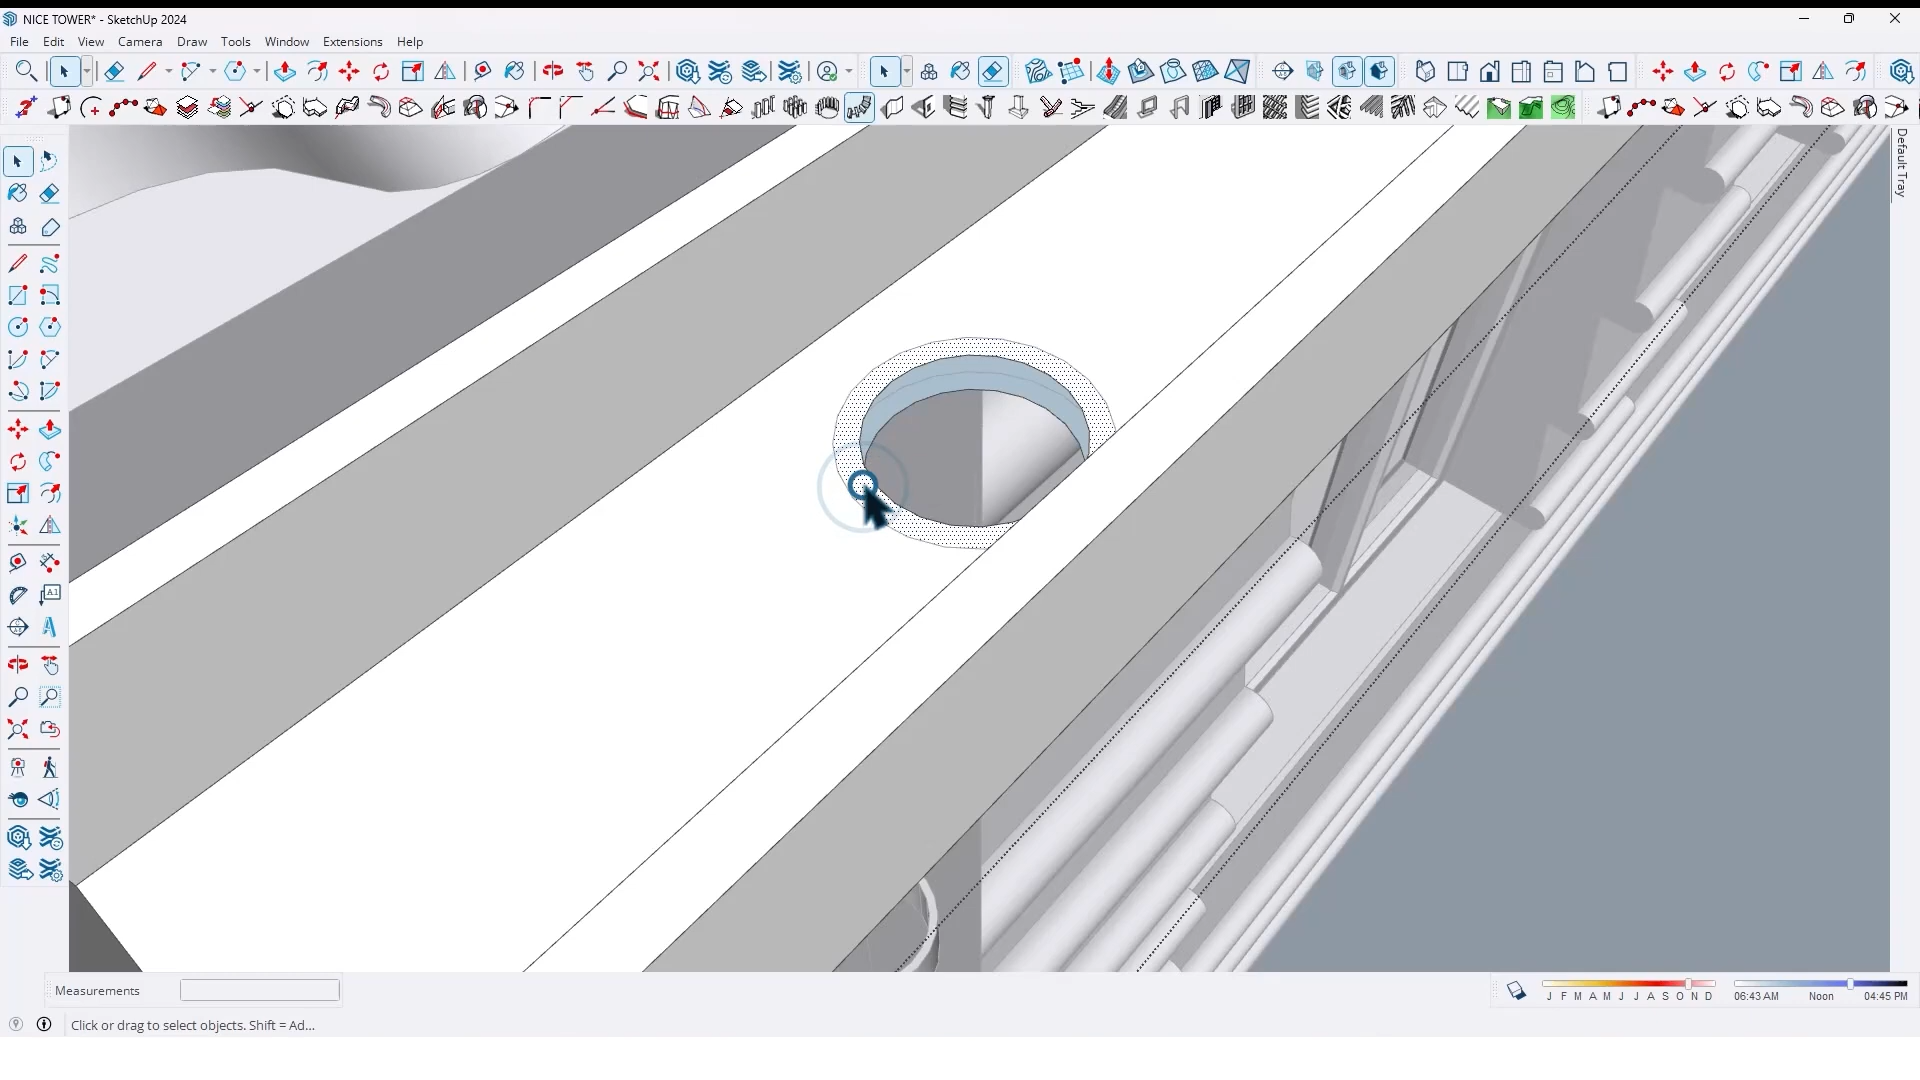 NICE TOWER* - SketchUp 2024
File Edit View Camera Draw Tools Window Extensions Help
Default Tray
A1
A
Measurements
J F M A M J J A S O N D
06:43 AM Noon 04:45 PM
Click or drag to select objects. Shift = Ad...